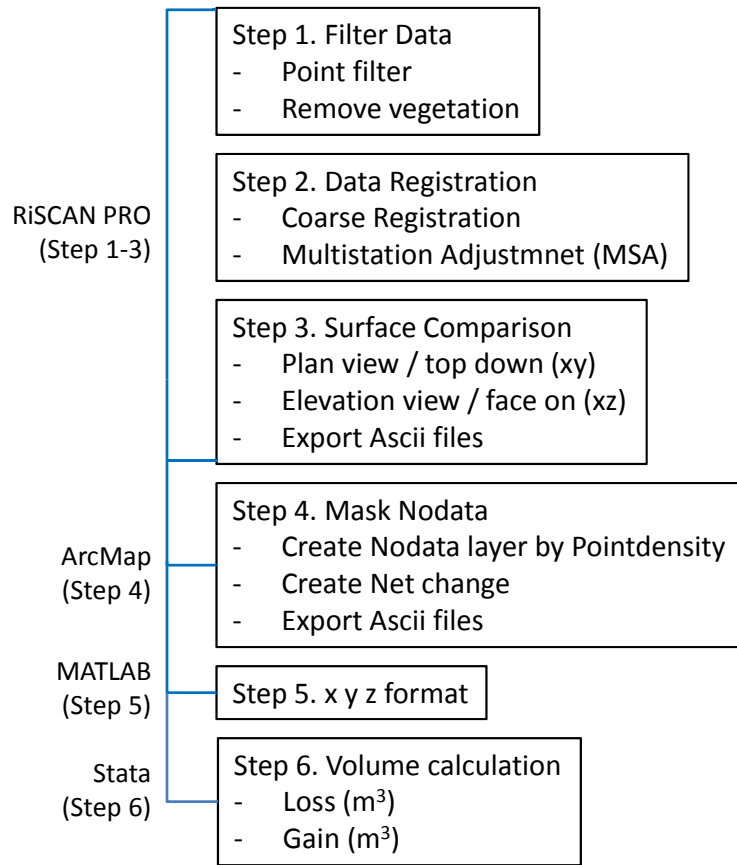 Step 1. Filter Data
- Point filter
- Remove vegetation
RiSCAN PRO
(Step 1-3)
Step 2. Data Registration
- Coarse Registration
- Multistation Adjustmnet (MSA)
Step 3. Surface Comparison
- Plan view / top down (xy)
- Elevation view / face on (xz)
- Export Ascii files
ArcMap
(Step 4)
Step 4. Mask Nodata
- Create Nodata layer by Pointdensity
- Create Net change
- Export Ascii files
MATLAB
(Step 5)
Step 5. x y z format
Stata
(Step 6)
Step 6. Volume calculation
- Loss (m³)
- Gain (m³)